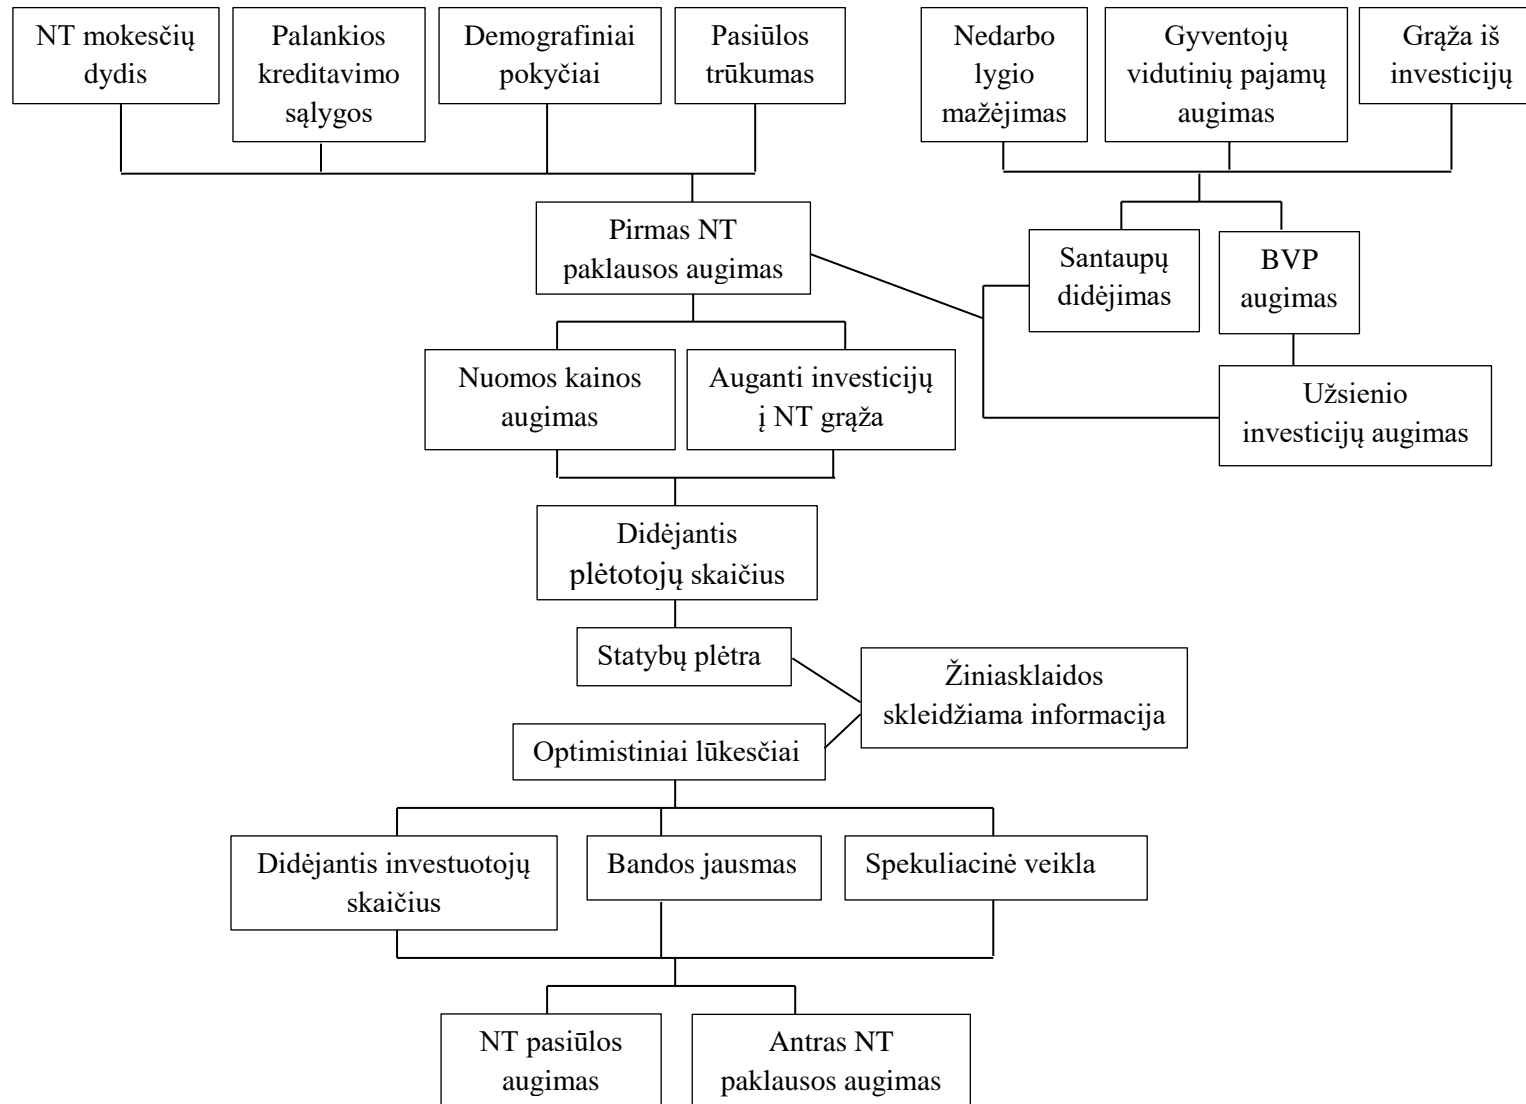 NT mokesčių
dydis
Palankios
kreditavimo
sąlygos
Demografiniai
pokyčiai
Pasiūlos
trūkumas
Nedarbo
lygio
mažėjimas
Gyventojų
vidutinių pajamų
augimas
Grąža iš
investicijų
Pirmas NT
paklausos augimas
Santaupų
didėjimas
BVP
augimas
Nuomos kainos
augimas
Auganti investicijų
į NT grąža
Užsienio
investicijų augimas
Didėjantis
plėtotojų skaičius
Statybų plėtra
Žiniasklaidos
skleidžiama informacija
Optimistiniai lūkesčiai
Didėjantis investuotojų
skaičius
Bandos jausmas
Spekuliacinė veikla
NT pasiūlos
augimas
Antras NT
paklausos augimas